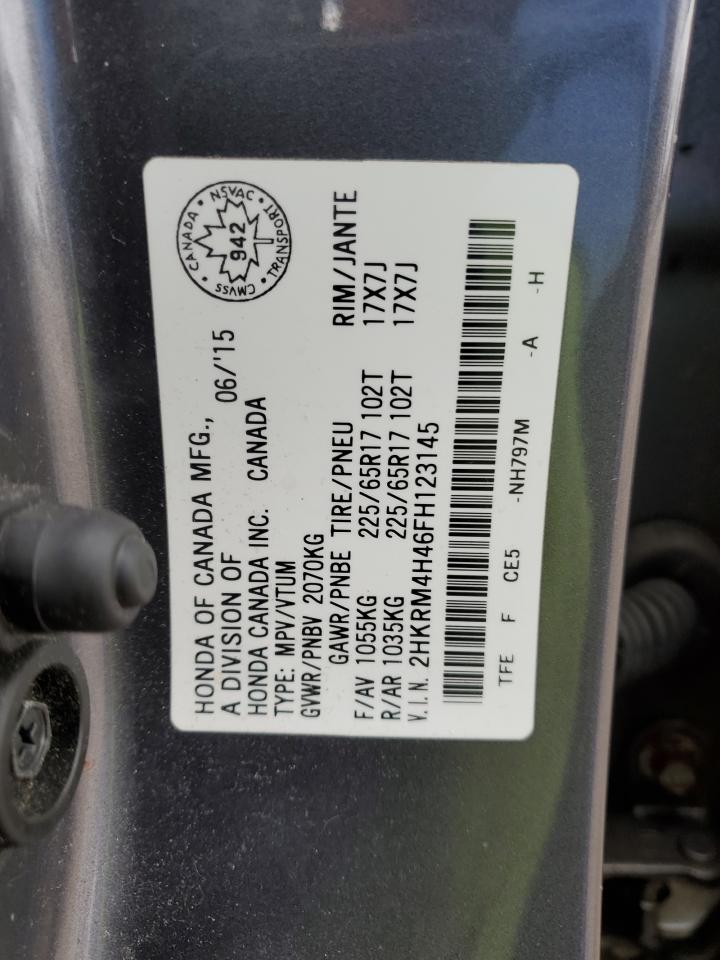 HONDA OF CANADA MFG., 06/'15
A DIVISION OF
HONDA CANADA INC. CANADA
TYPE: MPV/VTUM
GVWR/PNBV 2070KG
GAWR/PNBE TIRE/PNEU RIM/JANTE
F/AV 1055KG 225/65R17 102T 17X7J
R/AR 1035KG 225/65R17 102T 17X7J
V.I.N. 2HKRM4H46FH123145
TFE F CE5 -NH797M -A -H
CANADA • NSVAC • TRANSPORT • CMVSS •
942